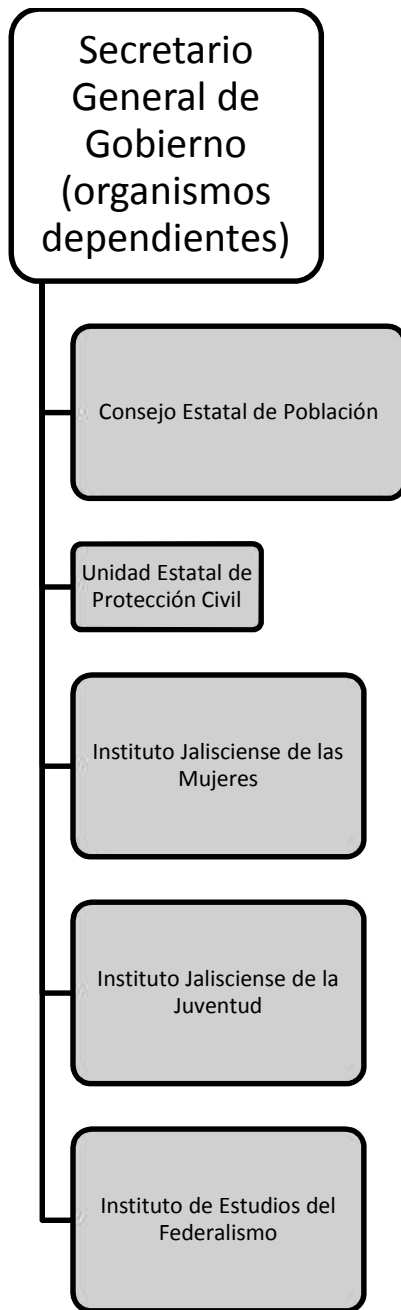 Secretario
General de
Gobierno
(organismos
dependientes)
Consejo Estatal de Población
Unidad Estatal de
Protección Civil
Instituto Jalisciense de las
Mujeres
Instituto Jalisciense de la
Juventud
Instituto de Estudios del
Federalismo